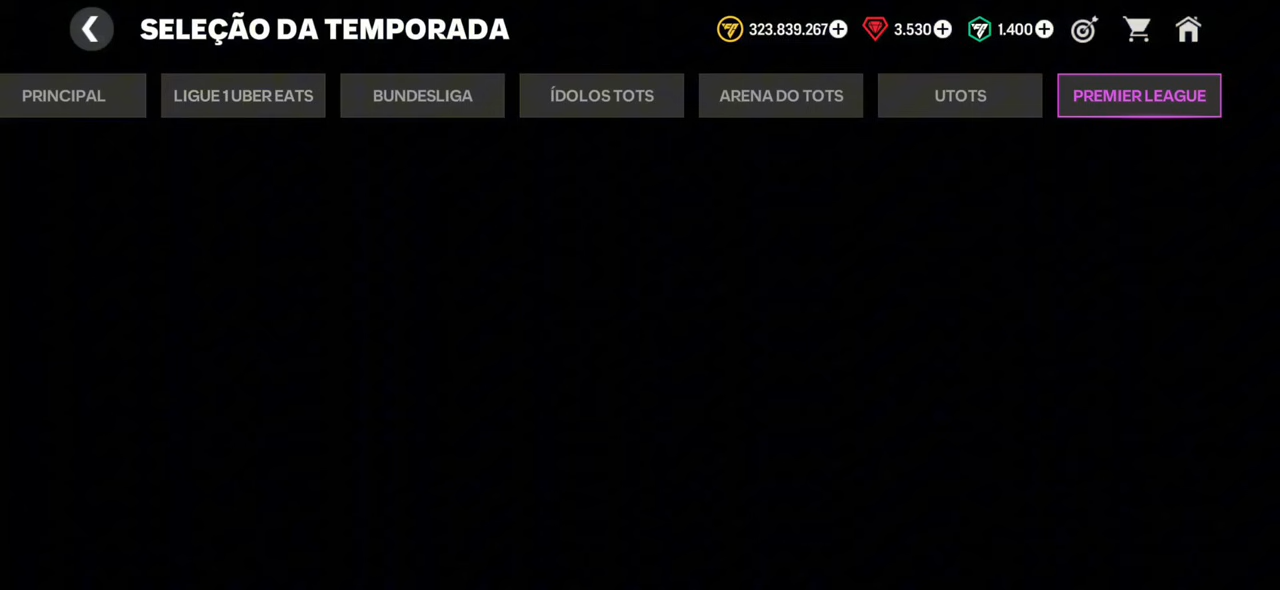 SELEÇÃO DA TEMPORADA 323.839.267 3.530 1.400
PRINCIPAL LIGUE 1 UBER EATS BUNDESLIGA ÍDOLOS TOTS ARENA DO TOTS UTOTS PREMIER LEAGUE